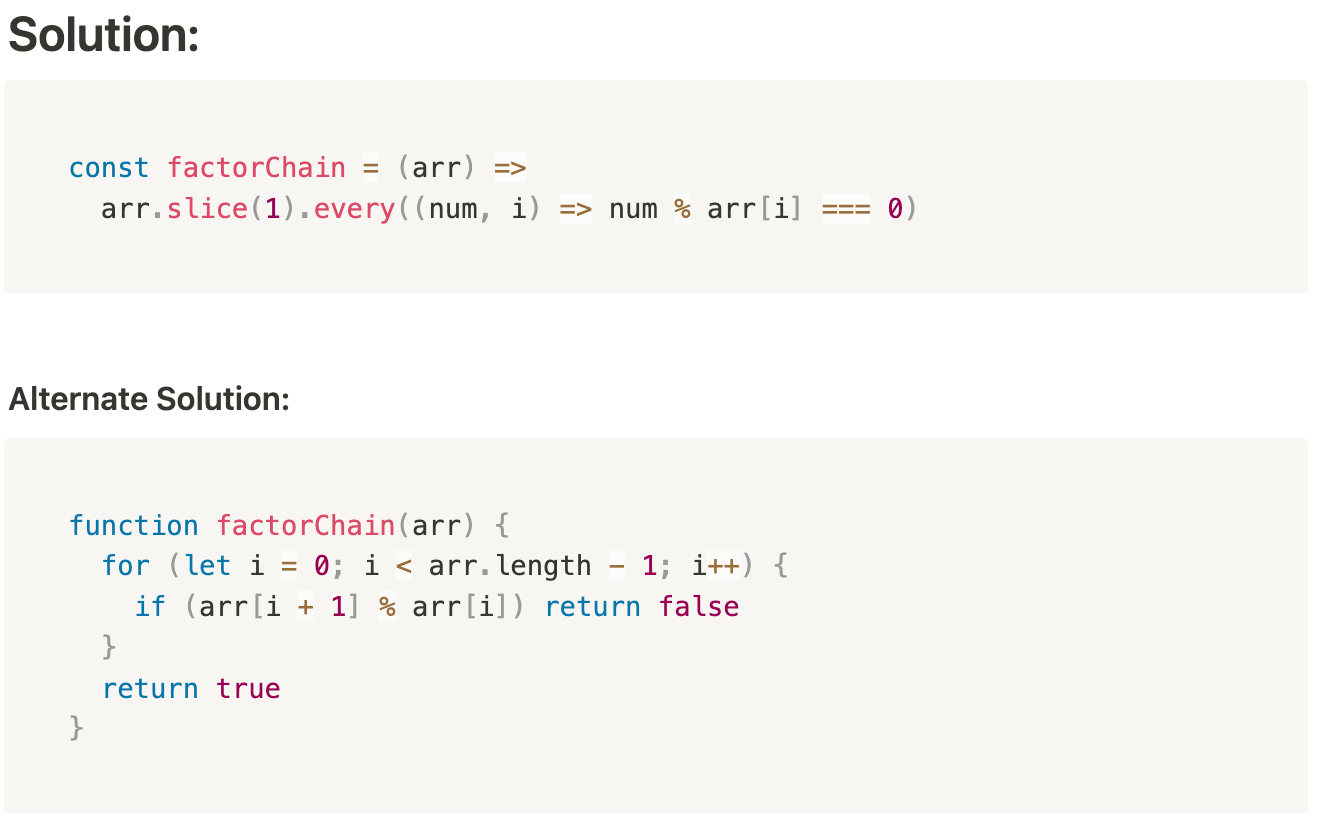 Solution:
const factorChain = (arr) =>
  arr.slice(1).every((num, i) => num % arr[i] === 0)
Alternate Solution:
function factorChain(arr) {
  for (let i = 0; i < arr.length - 1; i++) {
    if (arr[i + 1] % arr[i]) return false
  }
  return true
}